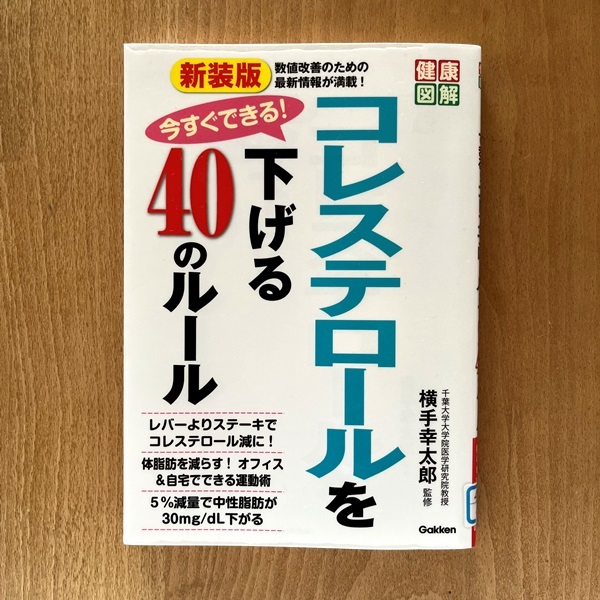 健康
図解
新装版
数値改善のための
最新情報が満載！
今すぐできる！
コレステロールを
下げる
40のルール
レバーよりステーキで
コレステロール減に！
体脂肪を減らす！ オフィス
＆自宅でできる運動術
5％減量で中性脂肪が
30mg/dL下がる
千葉大学大学院医学研究院教授
横手幸太郎 監修
Gakken